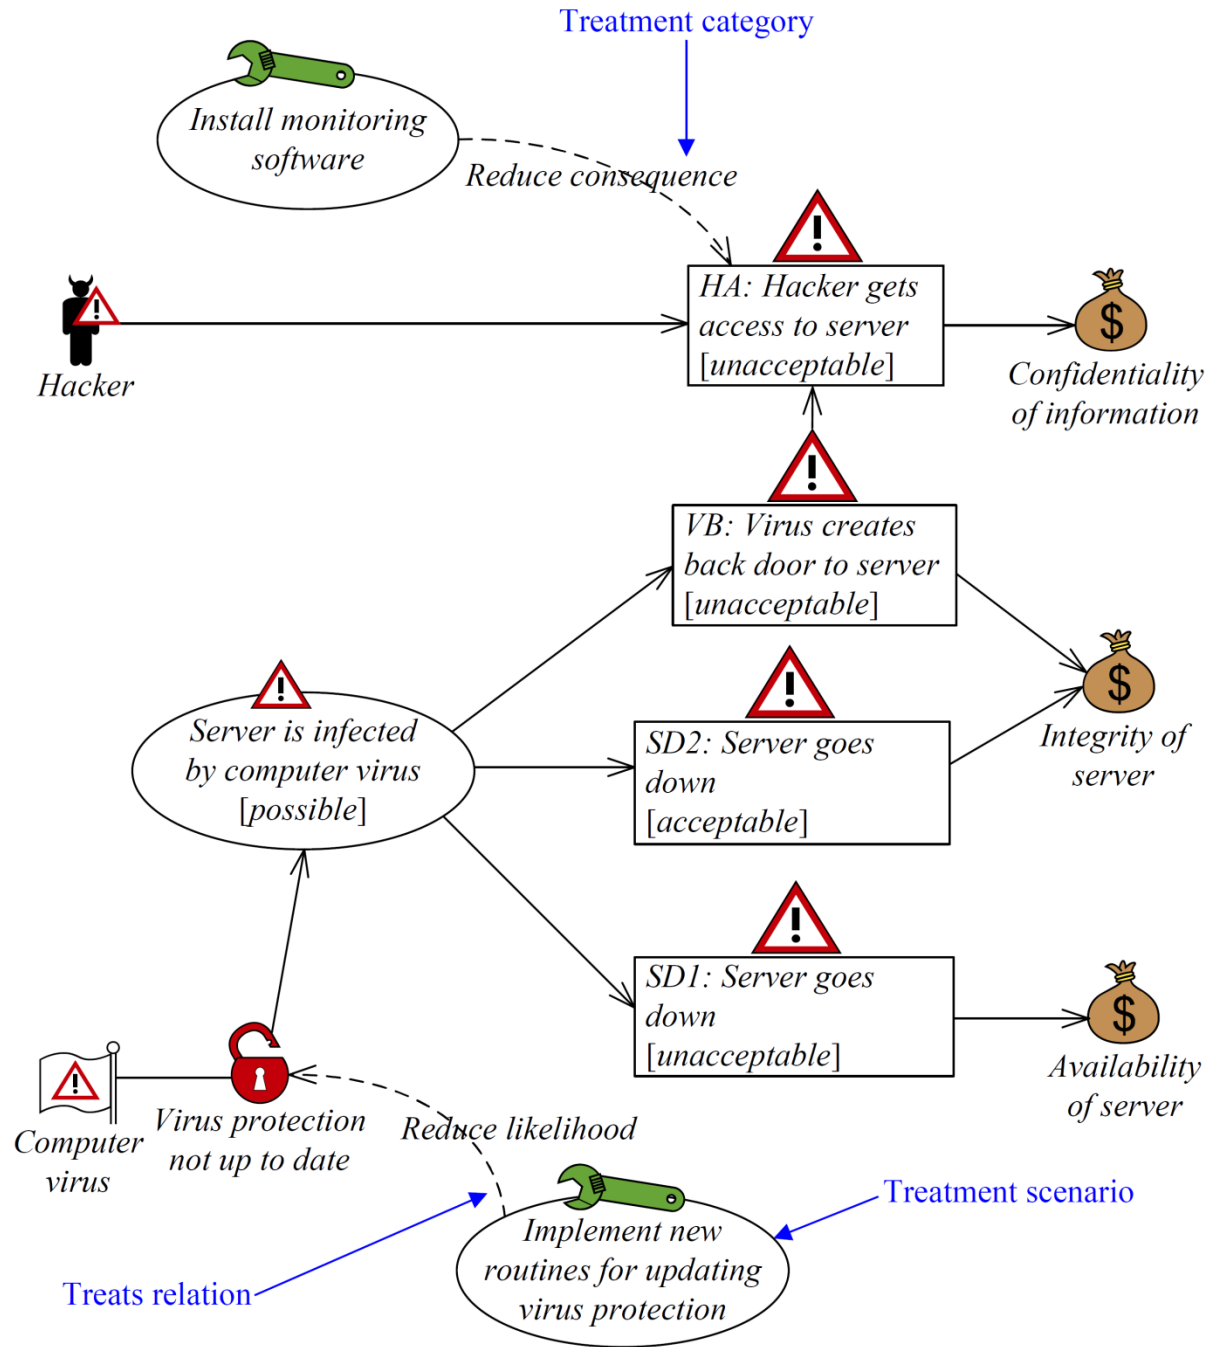 Treatment category
Install monitoring
software
Reduce consequence
HA: Hacker gets
access to server
[unacceptable]
$
Hacker
Confidentiality
of information
VB: Virus creates
back door to server
[unacceptable]
Server is infected
by computer virus
[possible]
SD2: Server goes
down
[acceptable]
$
Integrity of
server
SD1: Server goes
down
[unacceptable]
$
Availability
of server
Computer
virus
Virus protection
not up to date
Reduce likelihood
Treatment scenario
Implement new
routines for updating
virus protection
Treats relation